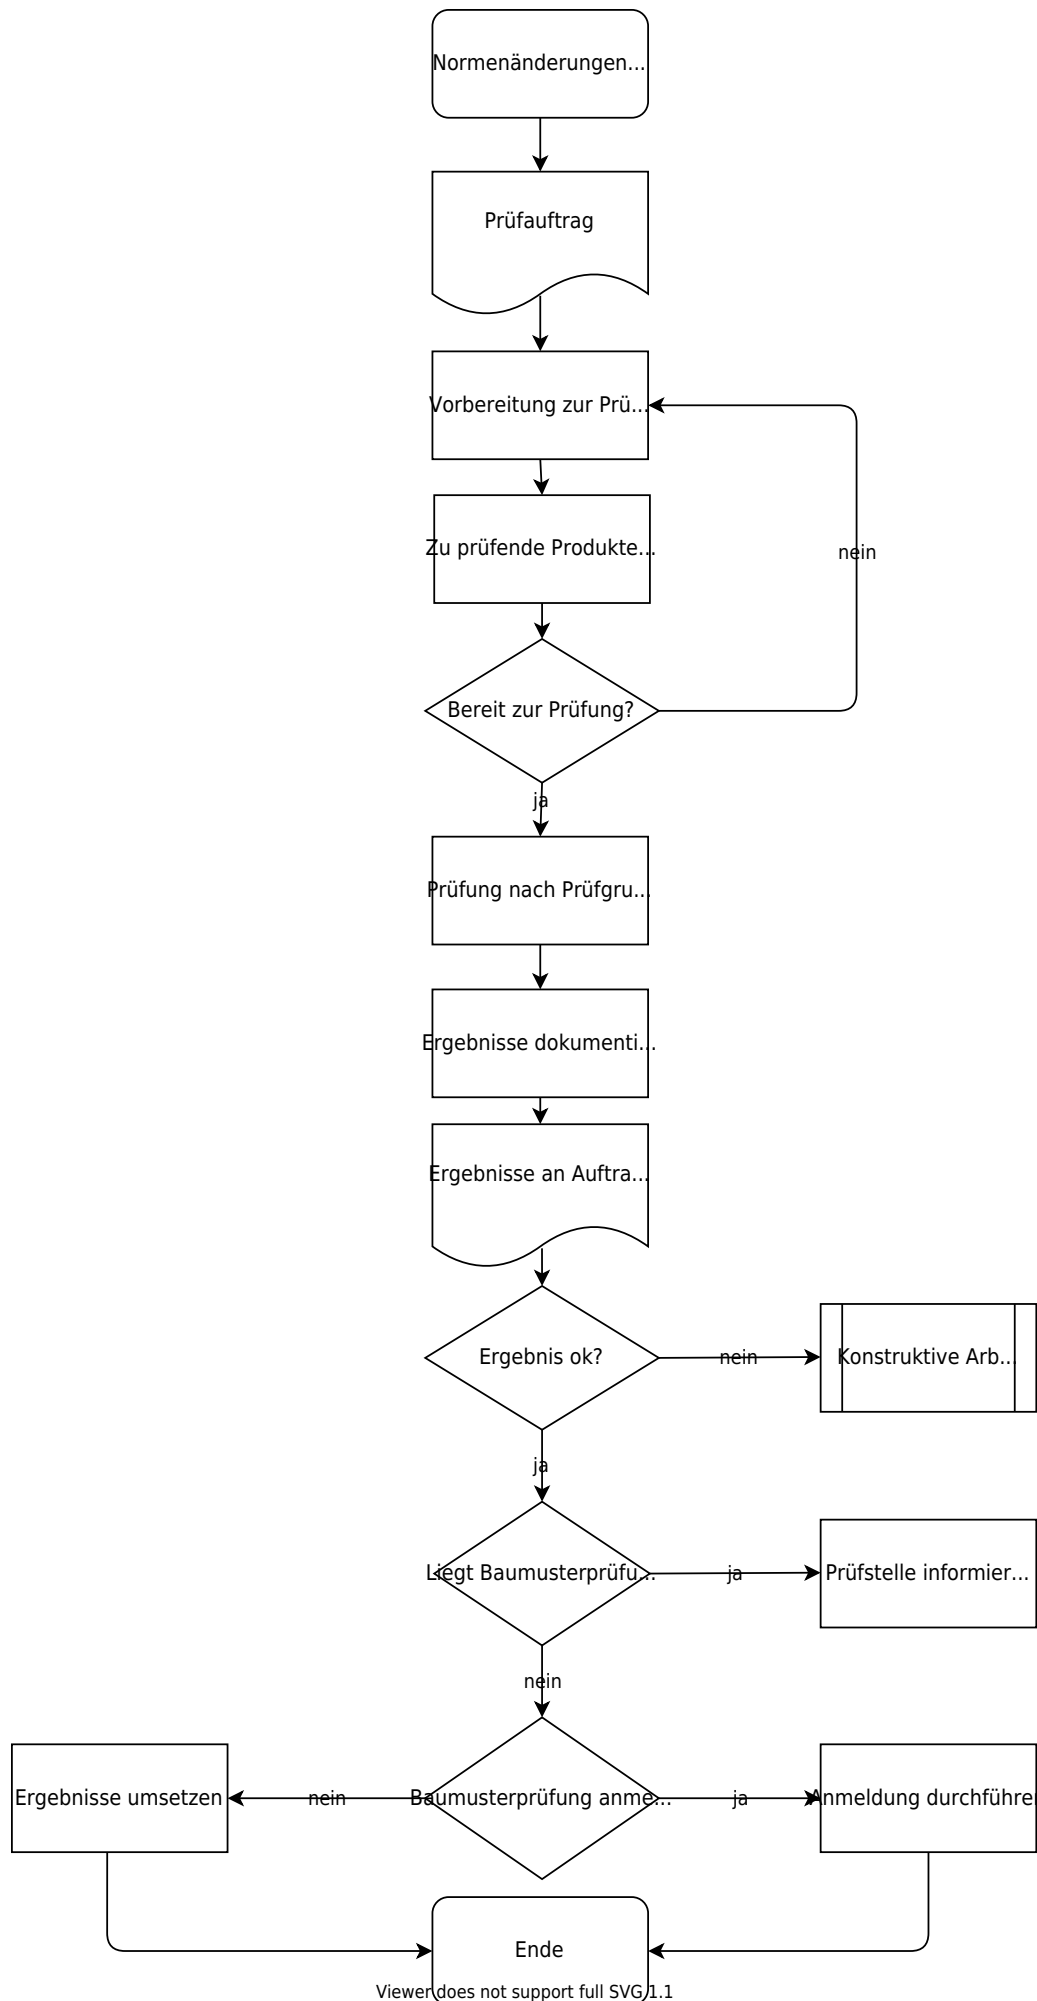 Normenänderungen...
Prüfauftrag
Vorbereitung zur Prü...
Zu prüfende Produkte...
nein
Bereit zur Prüfung?
ja
Prüfung nach Prüfgru...
Ergebnisse dokumenti...
Ergebnisse an Auftra...
Ergebnis ok?
nein
Konstruktive Arb...
ja
Liegt Baumusterprüfu...
ja
Prüfstelle informier...
nein
Ergebnisse umsetzen
nein
Baumusterprüfung anme...
ja
Anmeldung durchführe
Ende
Viewer does not support full SVG 1.1